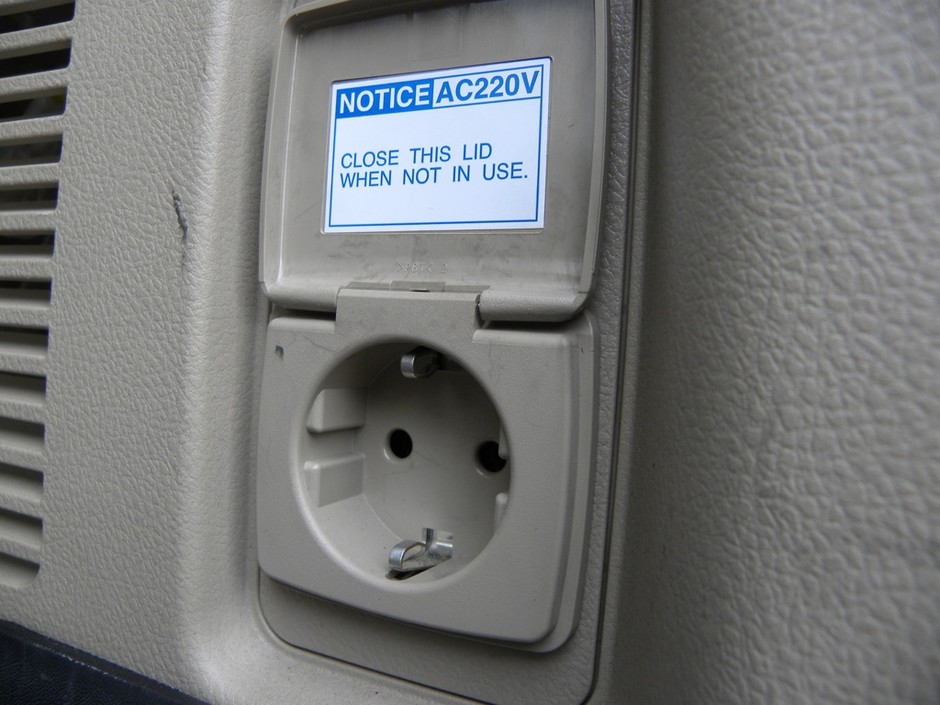 NOTICE AC220V
CLOSE THIS LID
WHEN NOT IN USE.